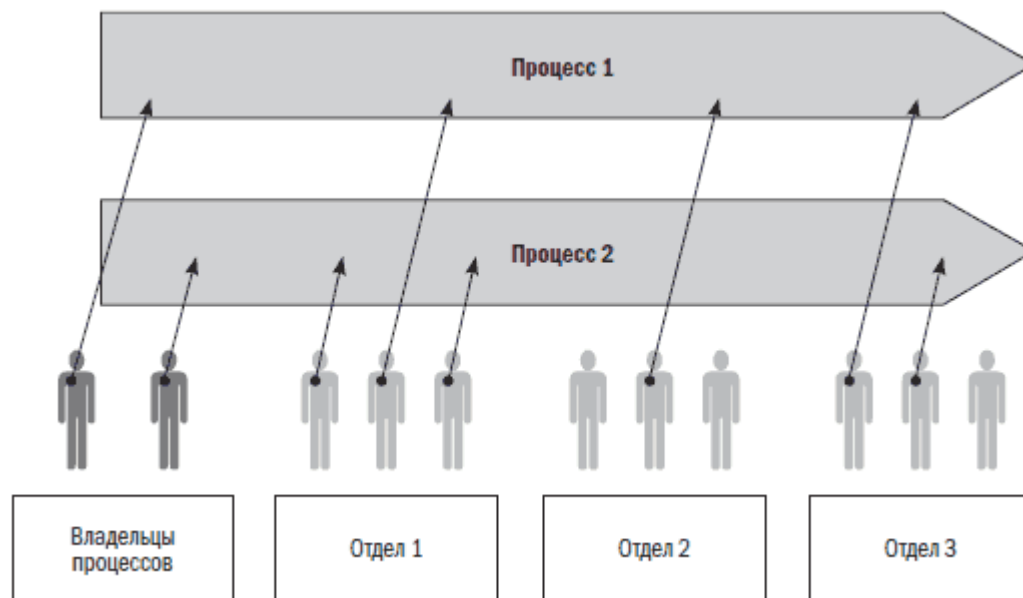 Процесс 1
Процесс 2
Владельцы
процессов
Отдел 1
Отдел 2
Отдел 3